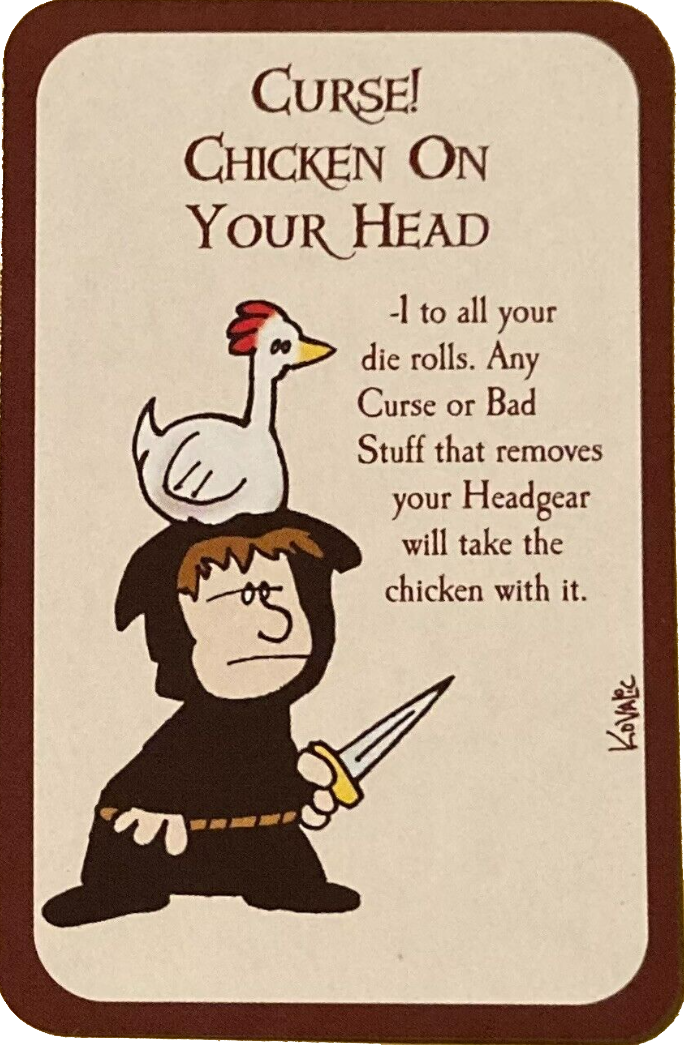 Curse!
Chicken On
Your Head
-1 to all your
die rolls. Any
Curse or Bad
Stuff that removes
your Headgear
will take the
chicken with it.
Kovalic